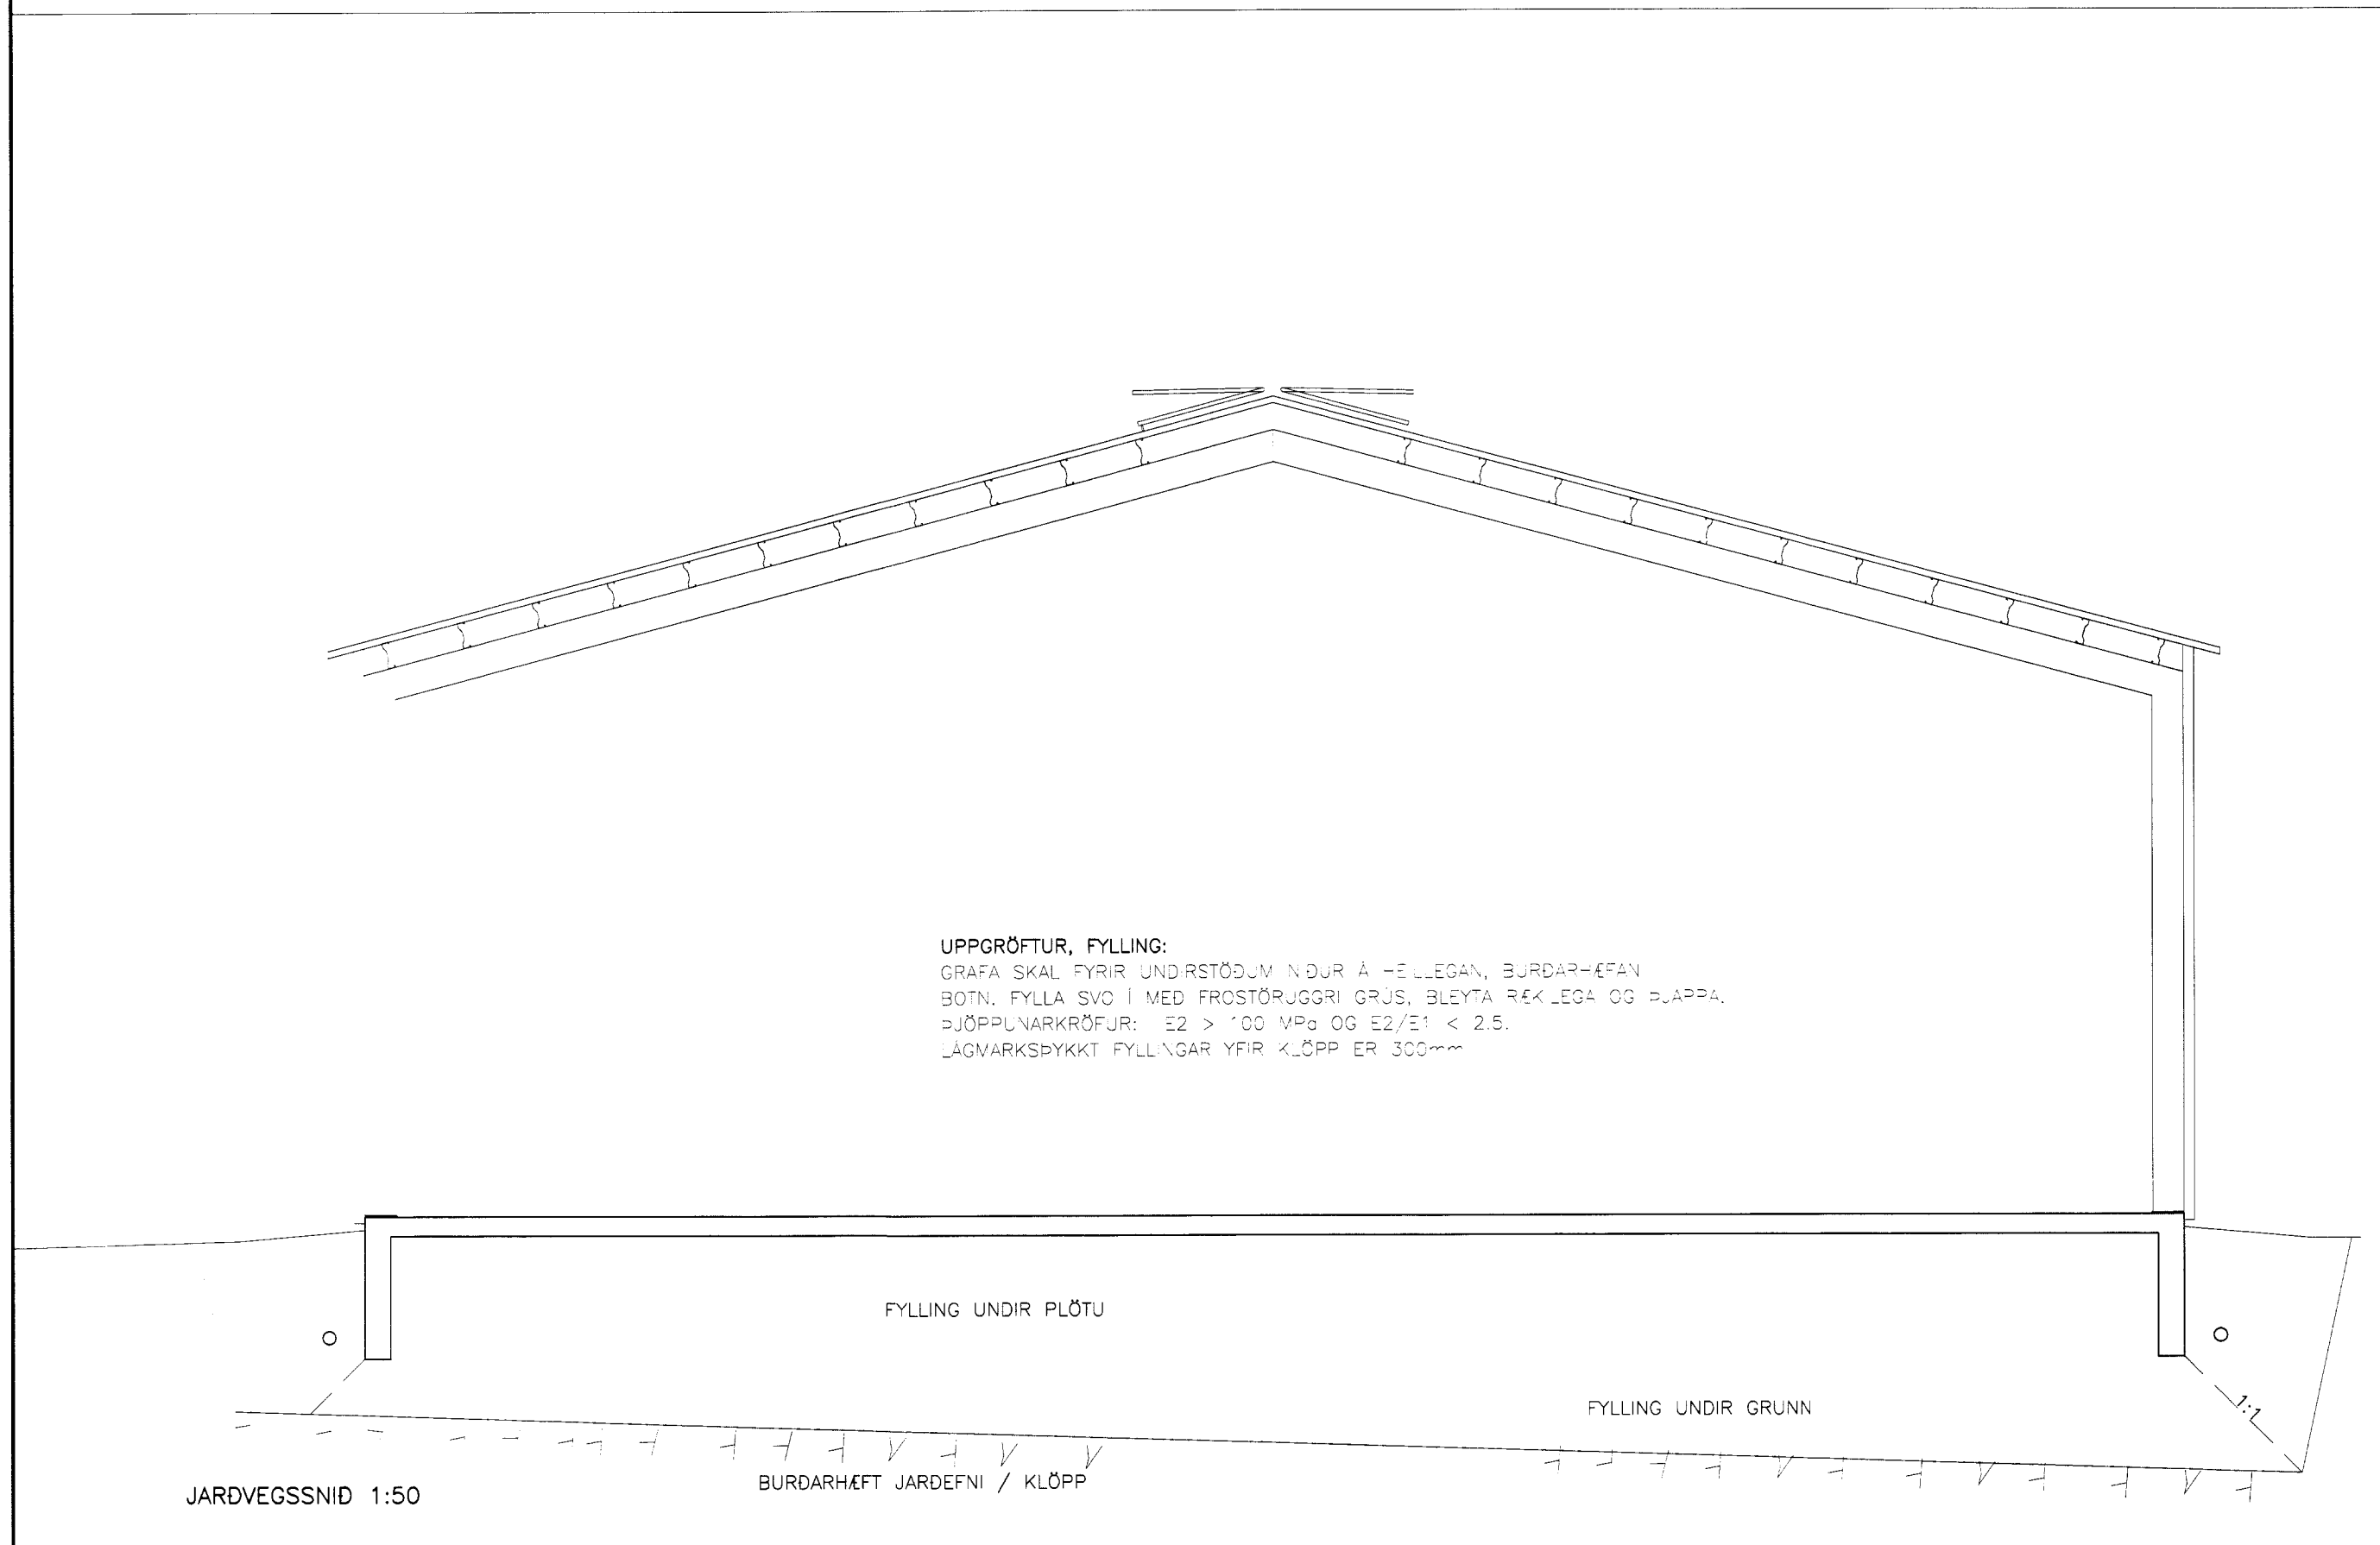 UPPGRÖFTUR, FYLLING:
GRAFA SKAL FYRIR UNDIRSTÖÐUM NIÐUR Á HEILLEGAN, BURÐARHÆFAN
BOTN. FYLLA SVO Í MEÐ FROSTÖRUGGRI GRÚS, BLEYTA RÆKILEGA OG ÞJAPPA.
ÞJÖPPUNARKRÖFUR: E2 > 100 MPa OG E2/E1 < 2.5.
LÁGMARKSÞYKKT FYLLINGAR YFIR KLÖPP ER 300mm
FYLLING UNDIR PLÖTU
FYLLING UNDIR GRUNN
1:1
BURÐARHÆFT JARÐEFNI / KLÖPP
JARÐVEGSSNIÐ 1:50